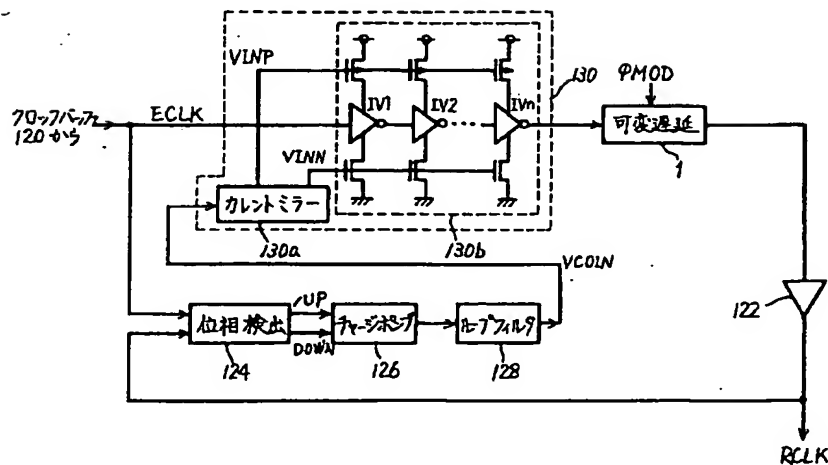 VINP
130
PMOD
クロックバッファ
120から
ECLK
IV1
IV2
IVn
可変遅延
1
VINN
カレントミラー
130a
130b
VCOIN
位相検出
UP
DOWN
チャージポンプ
ループフィルタ
124
126
128
122
RCLK